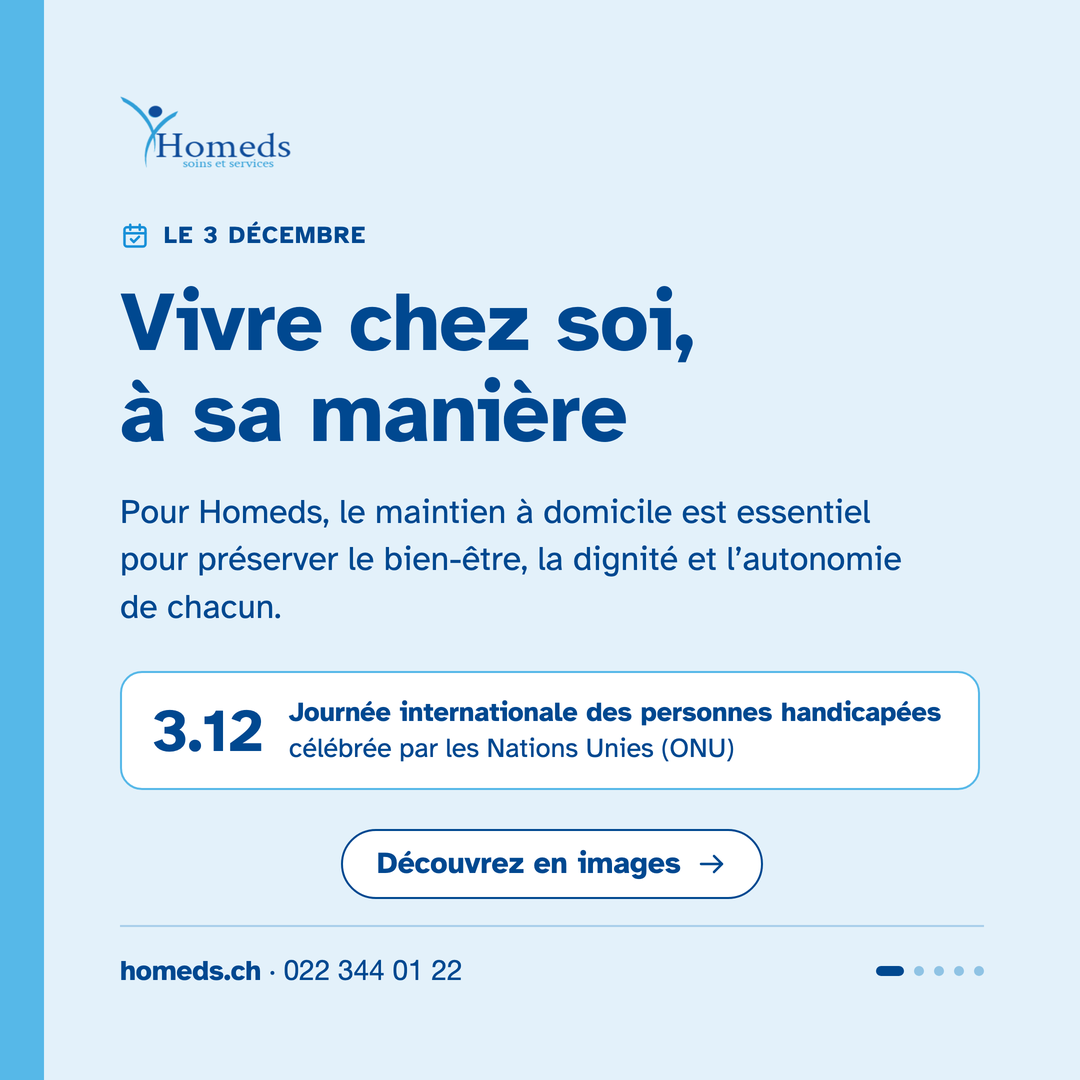 Homeds
soins et services
LE 3 DÉCEMBRE
Vivre chez soi,
à sa manière
Pour Homeds, le maintien à domicile est essentiel
pour préserver le bien-être, la dignité et l’autonomie
de chacun.
3.12
Journée internationale des personnes handicapées
célébrée par les Nations Unies (ONU)
Découvrez en images →
homeds.ch · 022 344 01 22